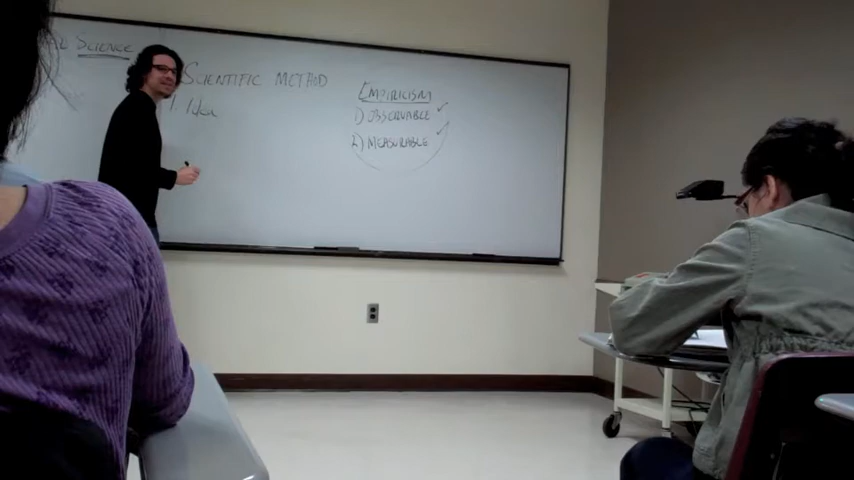 SCIENCE
SCIENTIFIC METHOD
1 Idea
EMPIRICISM
1) OBSERVABLE ✓
2) MEASURABLE ✓